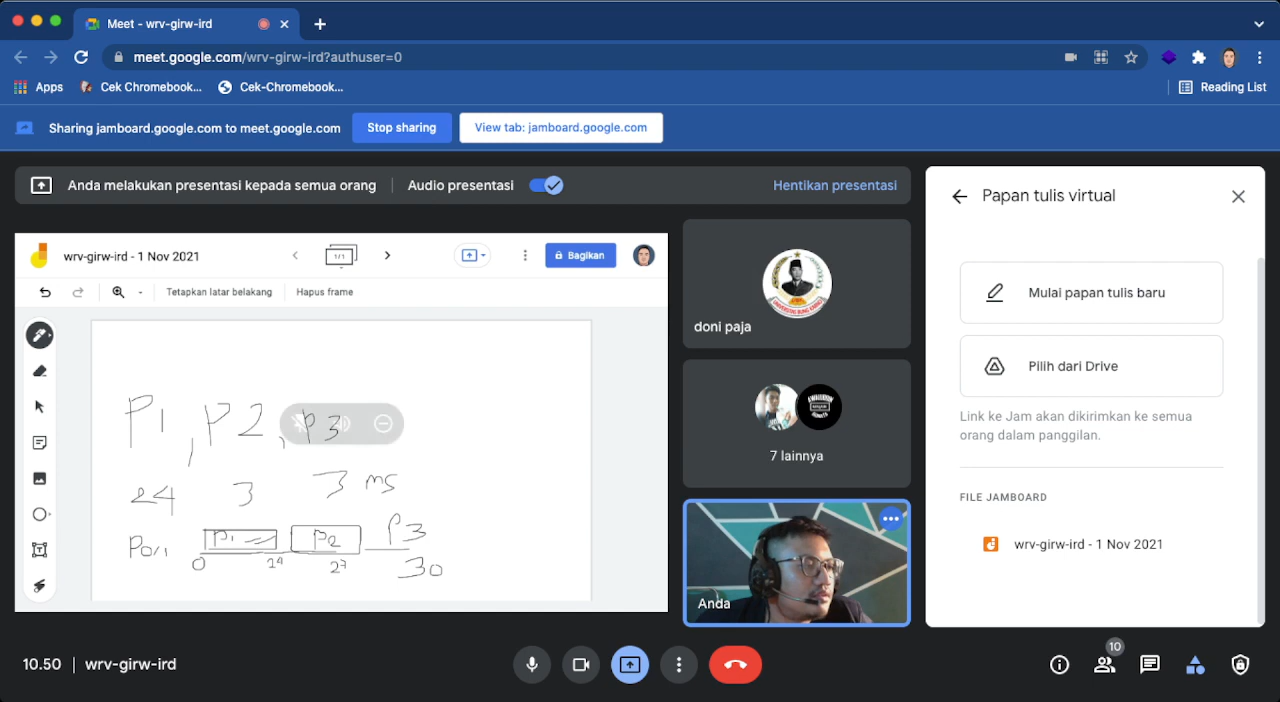 Meet - wrv-girw-ird
meet.google.com/wrv-girw-ird?authuser=0
Apps
Cek Chromebook...
Cek-Chromebook...
Reading List
Sharing jamboard.google.com to meet.google.com
Stop sharing
View tab: jamboard.google.com
Anda melakukan presentasi kepada semua orang
Audio presentasi
Hentikan presentasi
wrv-girw-ird - 1 Nov 2021
1/1
Bagikan
Tetapkan latar belakang
Hapus frame
P1, P2, P3
24 3 3 ms
P1 P2 P3
0 24 27 30
doni paja
UNIVERSITAS BUNG KARNO
7 lainnya
Anda
Papan tulis virtual
Mulai papan tulis baru
Pilih dari Drive
Link ke Jam akan dikirimkan ke semua
orang dalam panggilan.
FILE JAMBOARD
wrv-girw-ird - 1 Nov 2021
10.50 | wrv-girw-ird
10